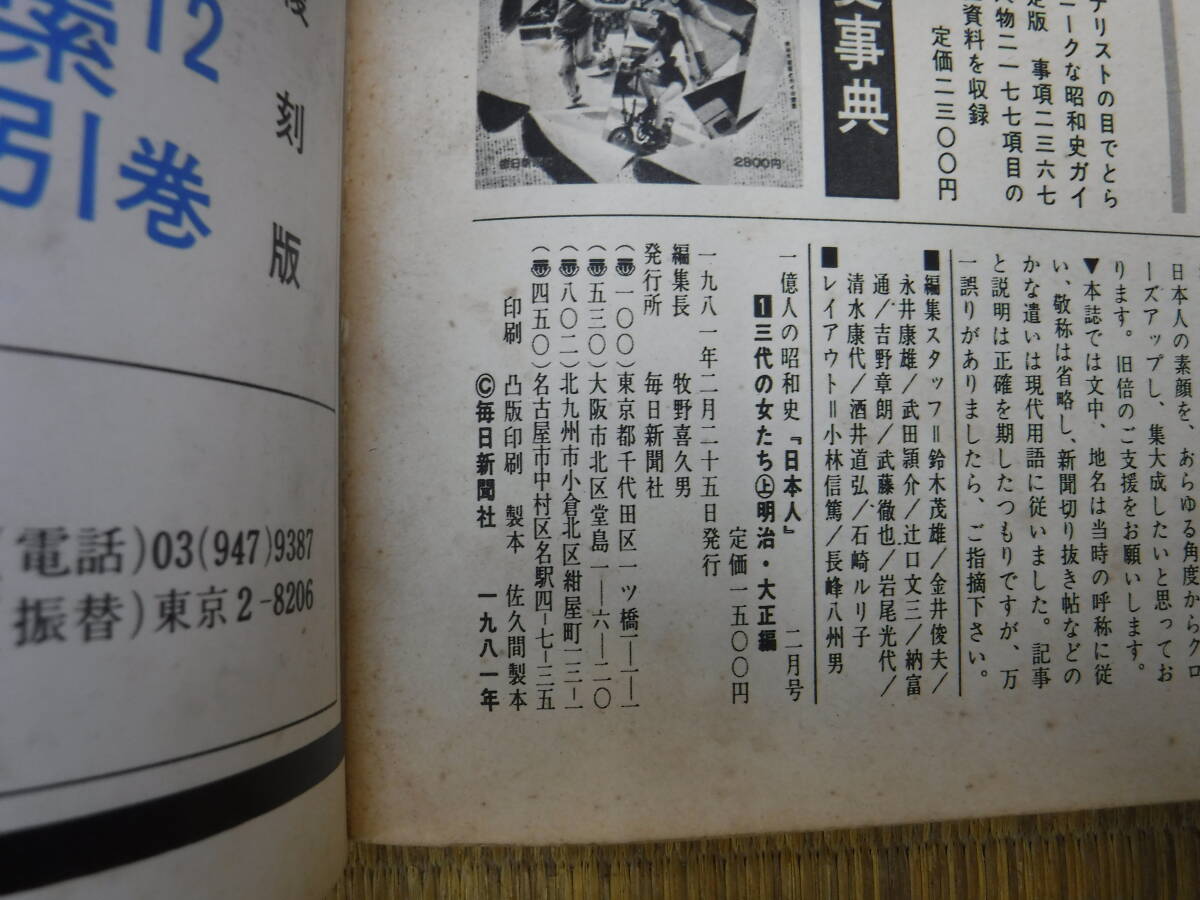 復刻版
12巻
索引
(電話)03(947)9387
(振替)東京2-8206
ナリストの目でとら
ークな昭和史ガイ
定版 事項二三六七
人物二一七七項目の
資料を収録
定価二三〇〇円
史事典
毎日新聞社
2800円
日本人の素顔を、あらゆる角度からクロ
ーズアップし、集大成したいと思ってお
ります。旧倍のご支援をお願いします。
▼本誌では文中、地名は当時の呼称に従
い、敬称は省略し、新聞切り抜き帖などの
かな遣いは現代用語に従いました。記事
と説明は正確を期したつもりですが、万
一誤りがありましたら、ご指摘下さい。
■編集スタッフ＝鈴木茂雄/金井俊夫/
永井康雄/武田頴介/辻口文三/納富
通/吉野章朗/武藤徹也/岩尾光代/
清水康代/酒井道弘/石崎ルリ子
■レイアウト＝小林信篤/長峰八州男
一億人の昭和史『日本人』 二月号
1三代の女たち㊤明治・大正編
定価一五〇〇円
一九八一年二月二十五日発行
編集長 牧野喜久男
発行所 毎日新聞社
(〠一〇〇)東京都千代田区一ツ橋一-一-一
(〠五三〇)大阪市北区堂島一-六-二〇
(〠八〇二)北九州市小倉北区紺屋町一三-一
(〠四五〇)名古屋市中村区名駅四-七-三五
印刷 凸版印刷 製本 佐久間製本
©毎日新聞社 一九八一年